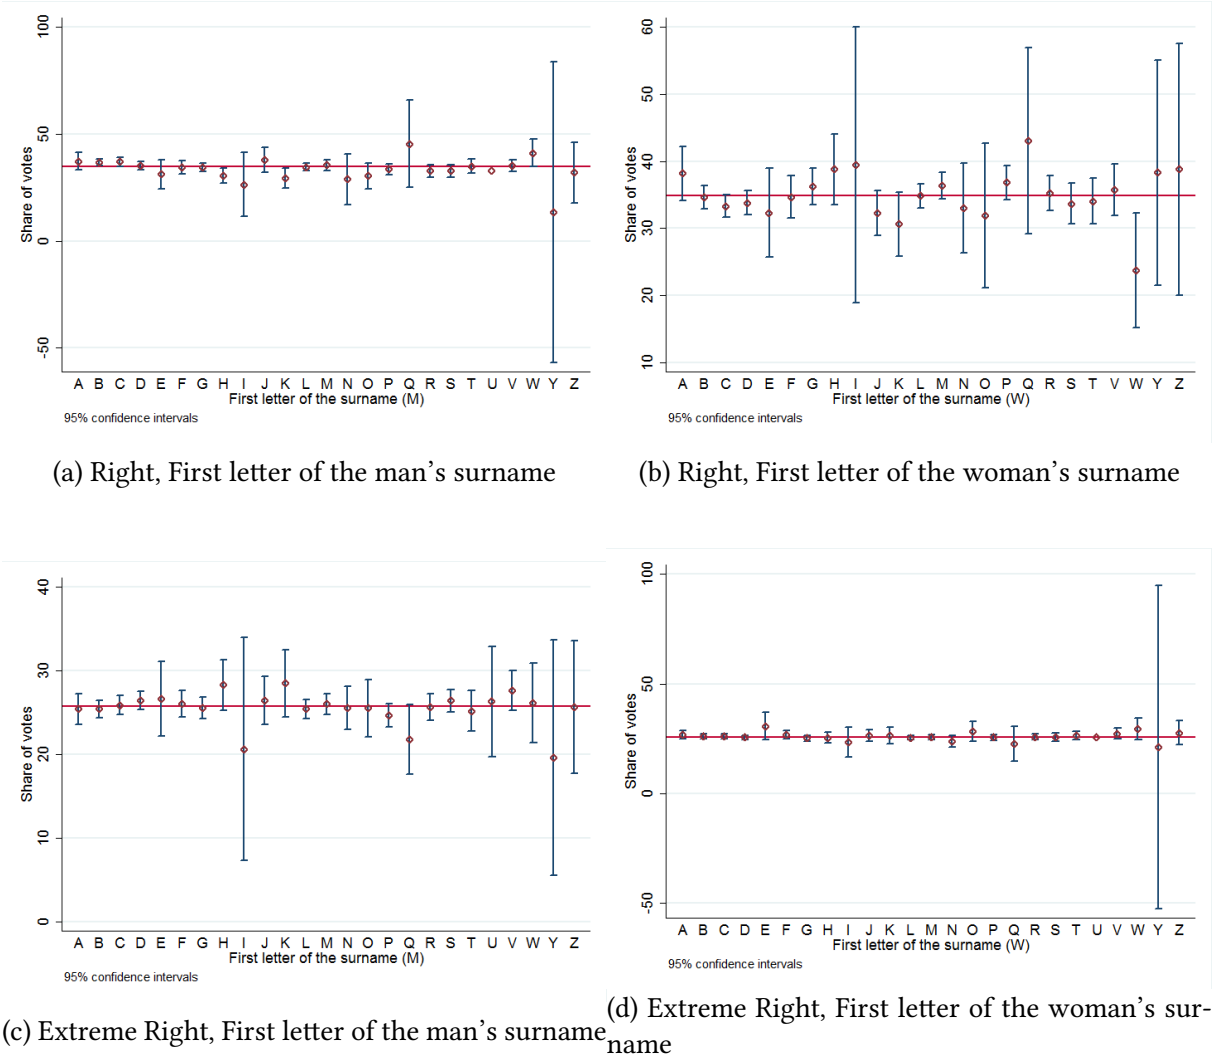 100
50
0
-50
Share of votes
A B C D E F G H I J K L M N O P Q R S T U V W Y Z
First letter of the surname (M)
95% confidence intervals
(a) Right, First letter of the man’s surname
60
50
40
30
20
10
Share of votes
A B C D E F G H I J K L M N O P Q R S T V W Y Z
First letter of the surname (W)
95% confidence intervals
(b) Right, First letter of the woman’s surname
40
30
20
10
0
Share of votes
A B C D E F G H I J K L M N O P Q R S T U V W Y Z
First letter of the surname (M)
95% confidence intervals
(c) Extreme Right, First letter of the man’s surname
100
50
0
-50
Share of votes
A B C D E F G H I J K L M N O P Q R S T U V W Y Z
First letter of the surname (W)
95% confidence intervals
(d) Extreme Right, First letter of the woman’s sur-
name